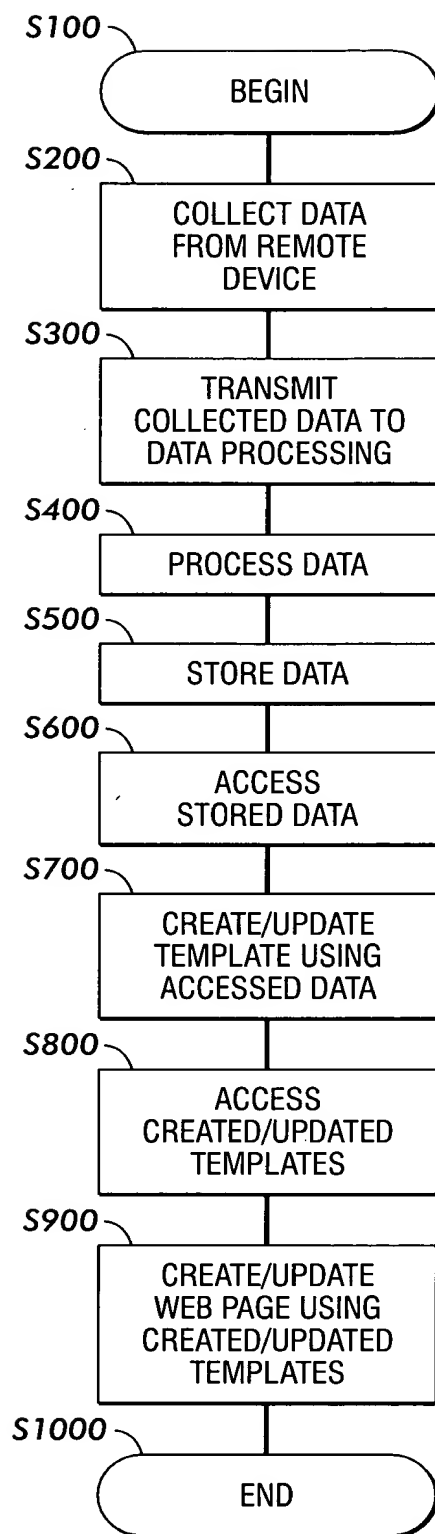 S100
BEGIN
S200
COLLECT DATA
FROM REMOTE
DEVICE
S300
TRANSMIT
COLLECTED DATA TO
DATA PROCESSING
S400
PROCESS DATA
S500
STORE DATA
S600
ACCESS
STORED DATA
S700
CREATE/UPDATE
TEMPLATE USING
ACCESSED DATA
S800
ACCESS
CREATED/UPDATED
TEMPLATES
S900
CREATE/UPDATE
WEB PAGE USING
CREATED/UPDATED
TEMPLATES
S1000
END